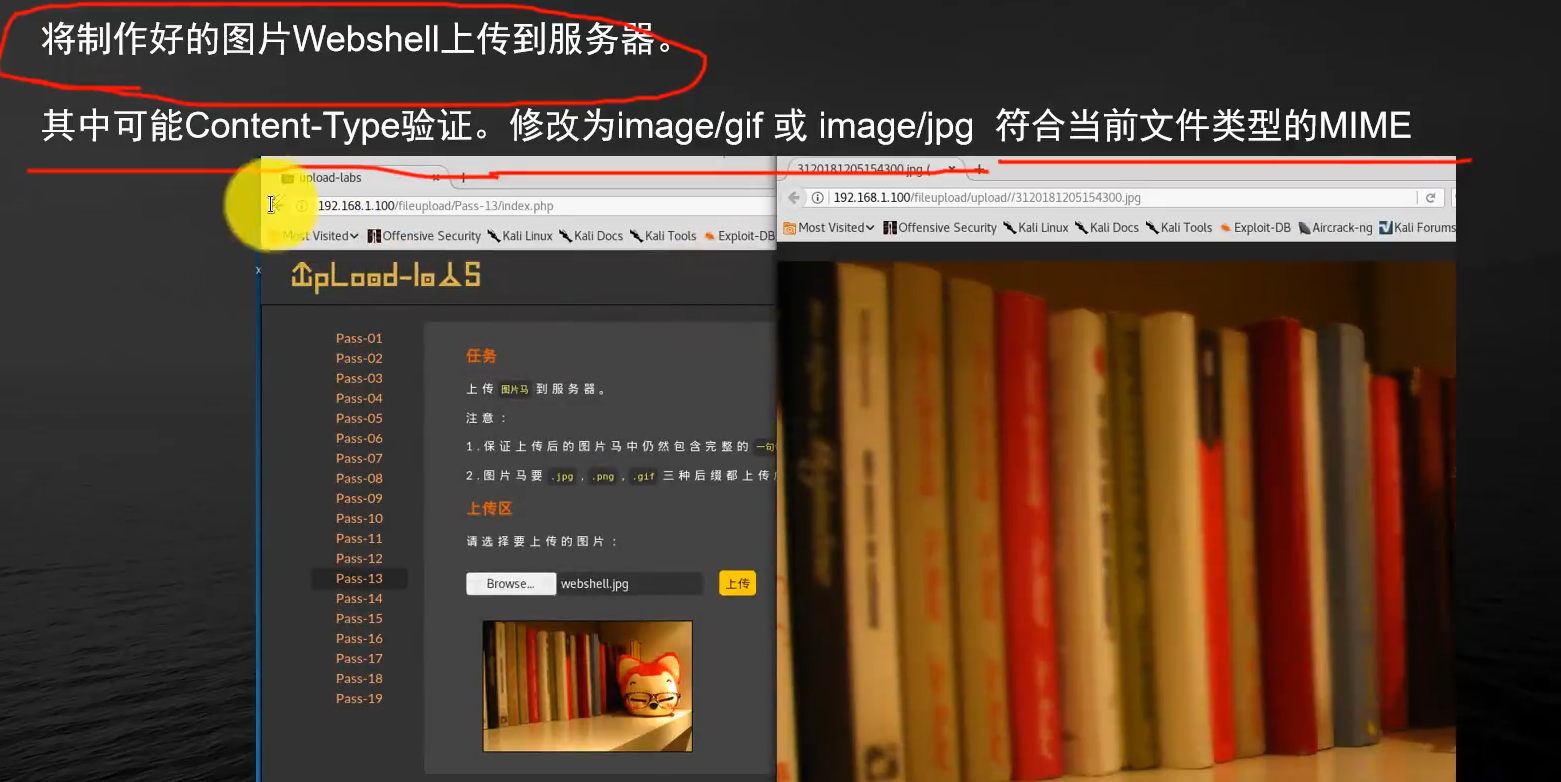 将制作好的图片Webshell上传到服务器。
其中可能Content-Type验证。修改为image/gif 或 image/jpg 符合当前文件类型的MIME
upload-labs
192.168.1.100/fileupload/Pass-13/index.php
Most Visited Offensive Security Kali Linux Kali Docs Kali Tools Exploit-DB
UpLoad-labs
Pass-01
Pass-02
Pass-03
Pass-04
Pass-05
Pass-06
Pass-07
Pass-08
Pass-09
Pass-10
Pass-11
Pass-12
Pass-13
Pass-14
Pass-15
Pass-16
Pass-17
Pass-18
Pass-19
任务
上传 图片马 到服务器。
注意：
1.保证上传后的图片马中仍然包含完整的 一句
2.图片马要 .jpg , .png , .gif 三种后缀都上传
上传区
请选择要上传的图片：
Browse... webshell.jpg 上传
3120181205154300.jpg (
192.168.1.100/fileupload/upload//3120181205154300.jpg
Most Visited Offensive Security Kali Linux Kali Docs Kali Tools Exploit-DB Aircrack-ng Kali Forums